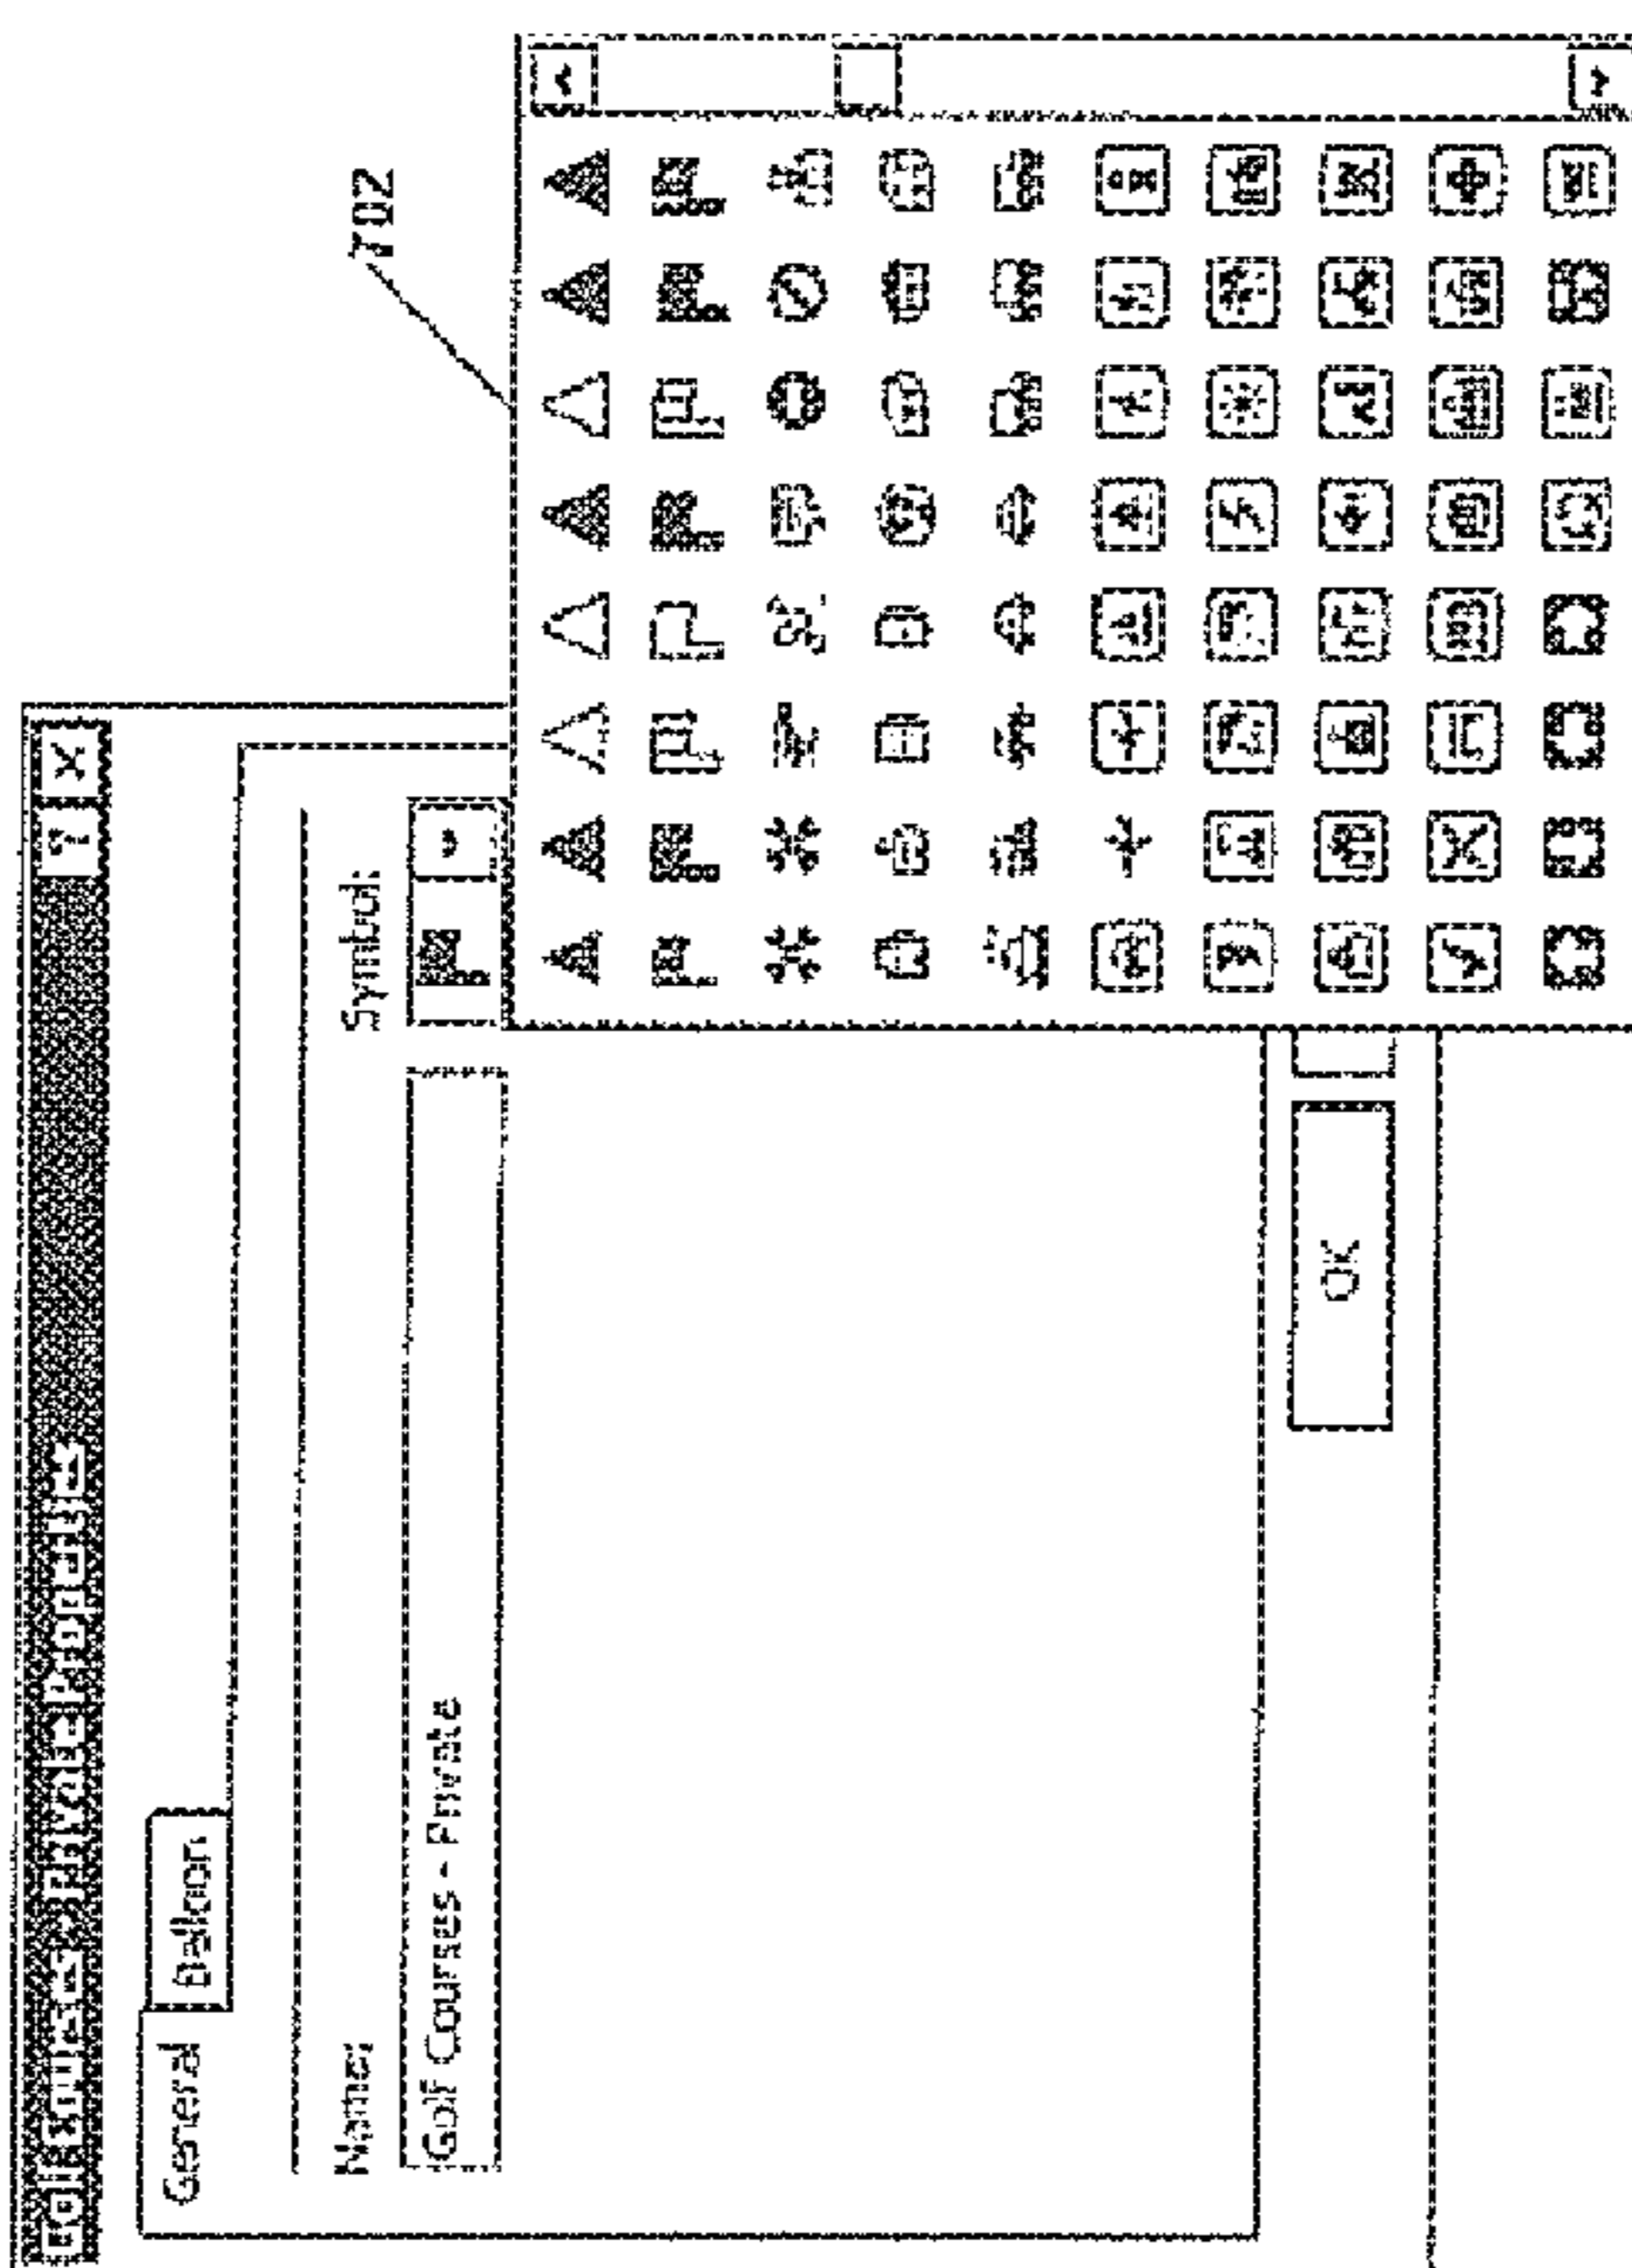 Golf Courses - Private Properties ? X
General Balloon
Name: Symbol:
Golf Courses - Private
OK
702